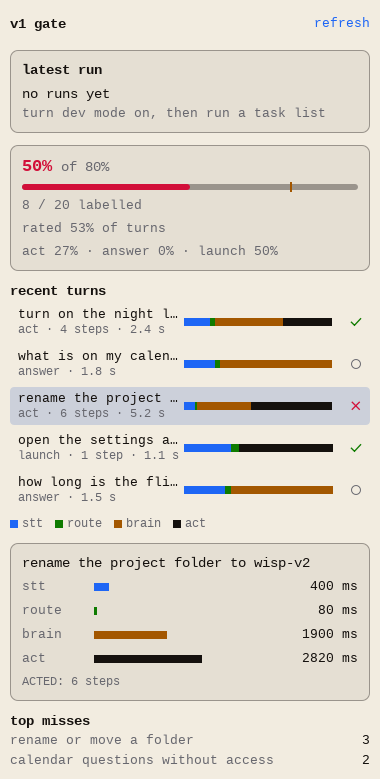 v1 gate refresh
latest run
no runs yet
turn dev mode on, then run a task list
50% of 80%
8 / 20 labelled
rated 53% of turns
act 27% · answer 0% · launch 50%
recent turns
turn on the night l…
act · 4 steps · 2.4 s
what is on my calen…
answer · 1.8 s
rename the project …
act · 6 steps · 5.2 s
open the settings a…
launch · 1 step · 1.1 s
how long is the fli…
answer · 1.5 s
stt route brain act
rename the project folder to wisp-v2
stt 400 ms
route 80 ms
brain 1900 ms
act 2820 ms
ACTED: 6 steps
top misses
rename or move a folder 3
calendar questions without access 2